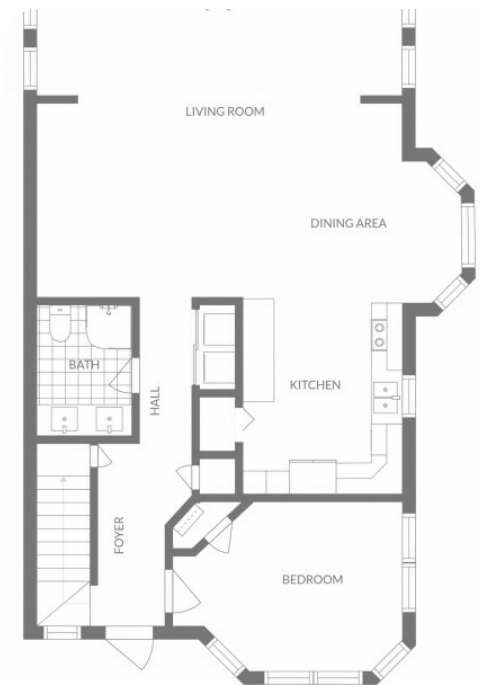 LIVING ROOM
DINING AREA
BATH
KITCHEN
HALL
FOYER
BEDROOM